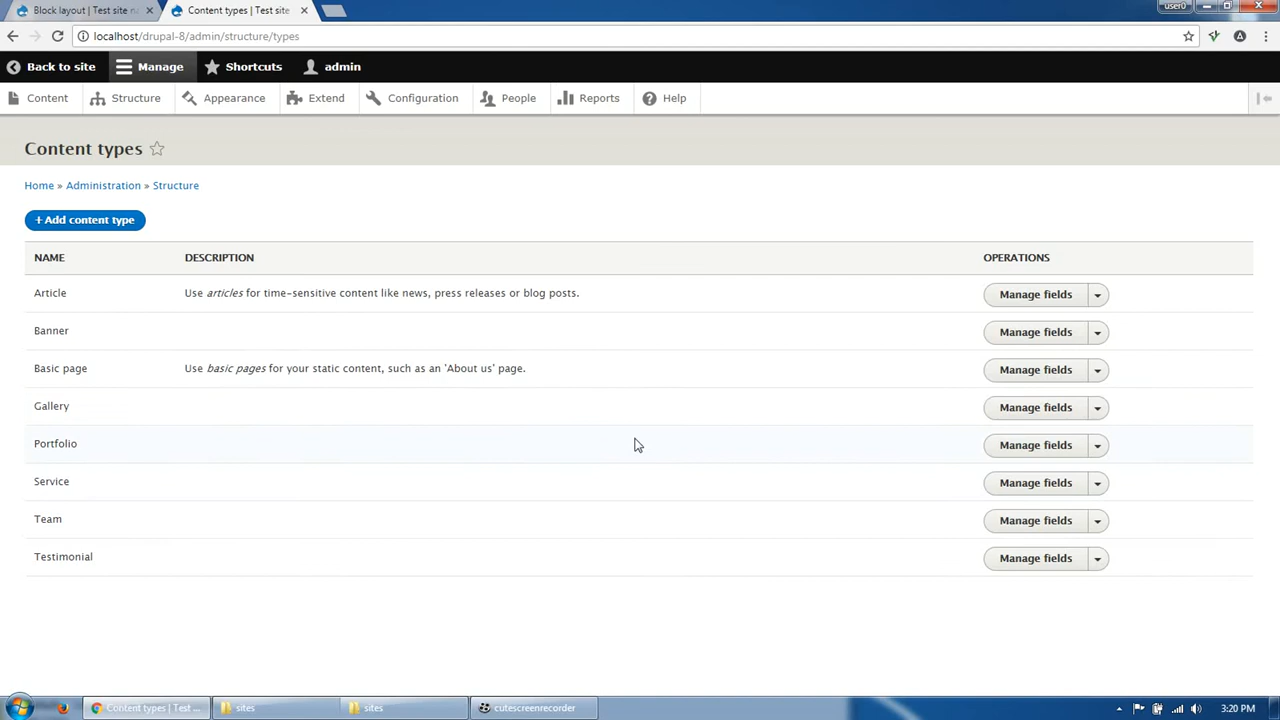 Block layout | Test site na
Content types | Test site
user0
localhost/drupal-8/admin/structure/types
Back to site
Manage
Shortcuts
admin
Content
Structure
Appearance
Extend
Configuration
People
Reports
Help
Content types
Home » Administration » Structure
+ Add content type
NAME DESCRIPTION OPERATIONS
Article Use articles for time-sensitive content like news, press releases or blog posts. Manage fields
Banner Manage fields
Basic page Use basic pages for your static content, such as an 'About us' page. Manage fields
Gallery Manage fields
Portfolio Manage fields
Service Manage fields
Team Manage fields
Testimonial Manage fields
Content types | Test ...
sites
sites
cutescreenrecorder
3:20 PM